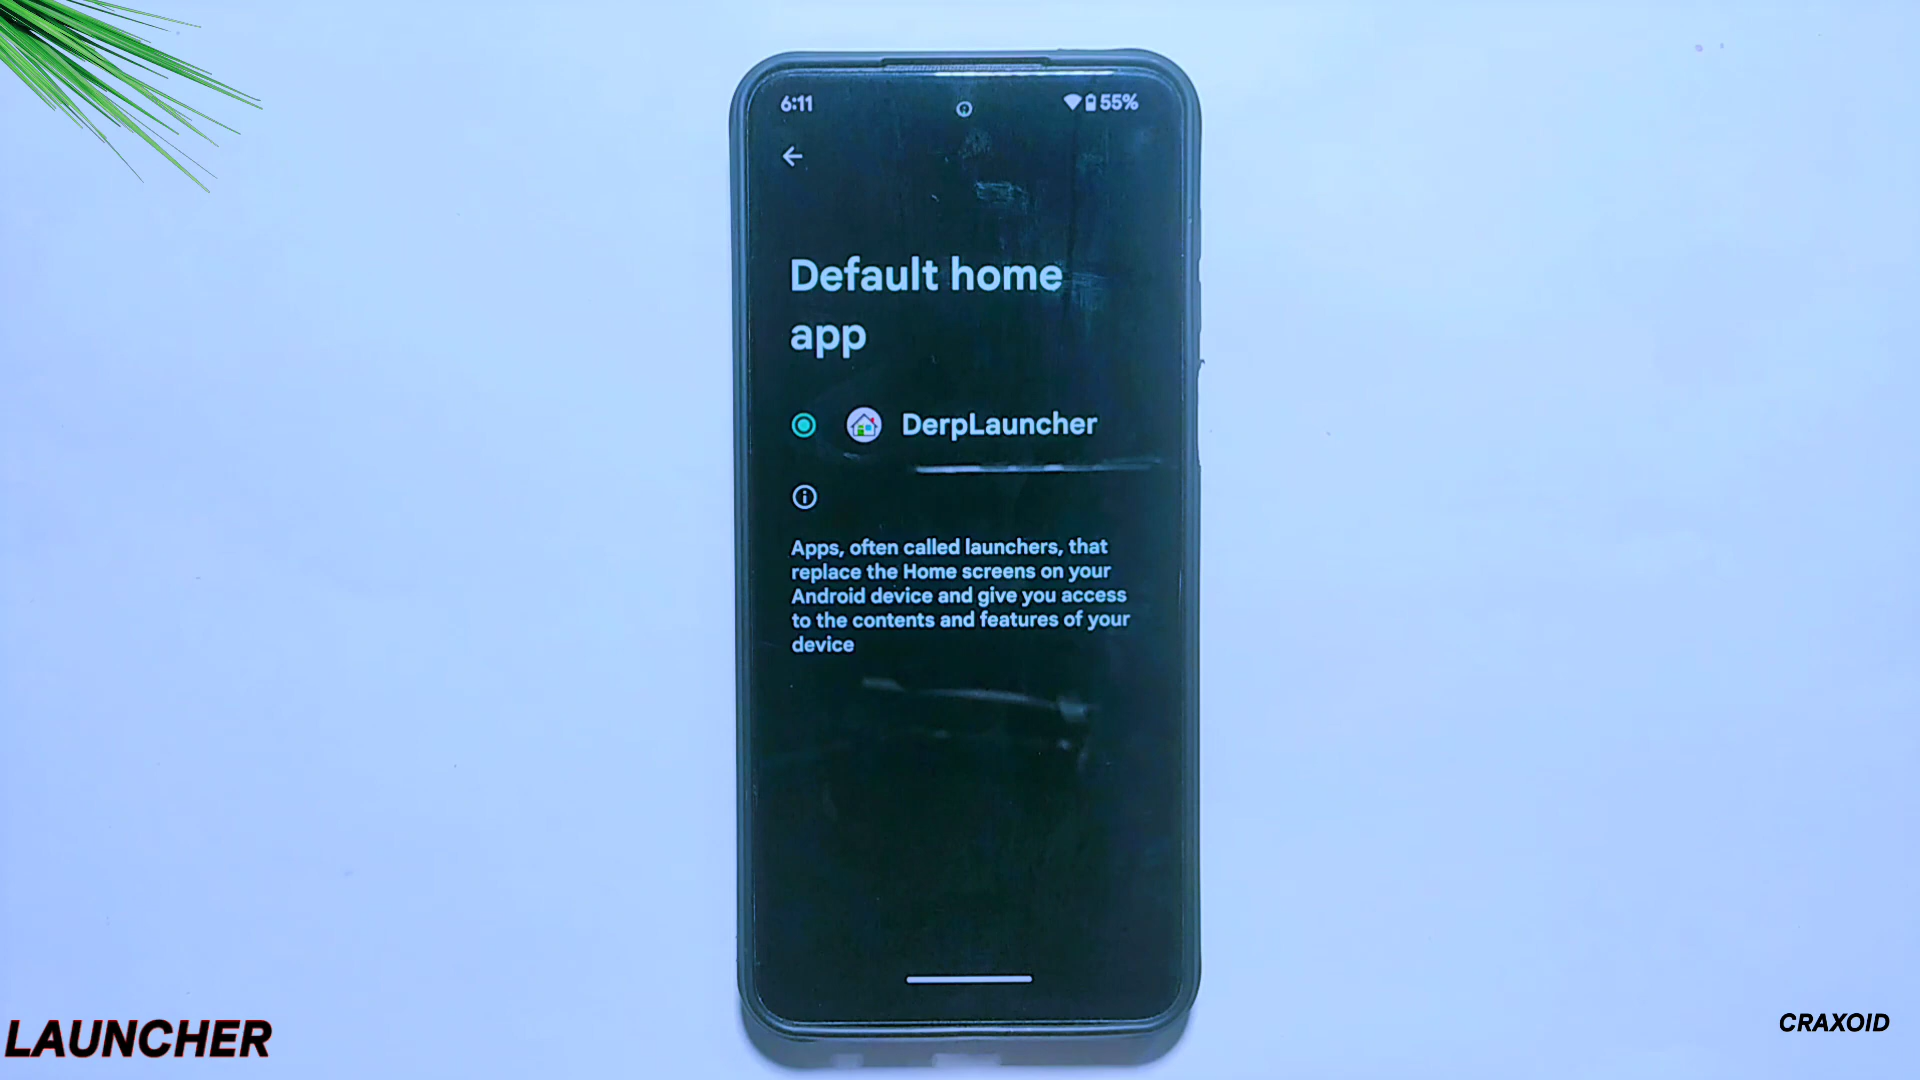 6:11
55%
Default home
app
DerpLauncher
Apps, often called launchers, that
replace the Home screens on your
Android device and give you access
to the contents and features of your
device
LAUNCHER
CRAXOID